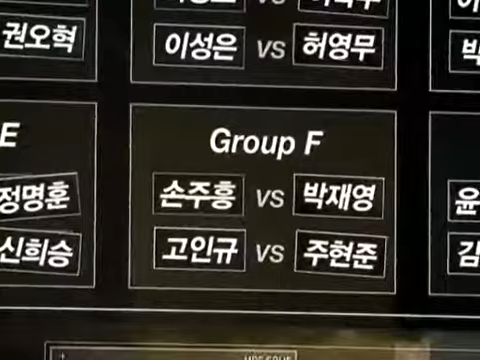 권오혁
이성은 VS 허영무
E
Group F
정명훈
손주흥 VS 박재영
신희승
고인규 VS 주현준